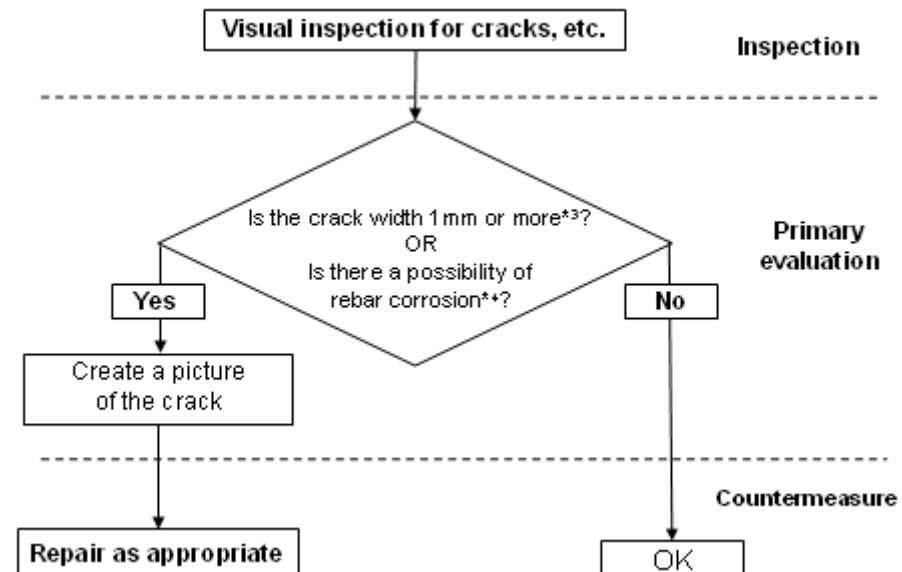 Visual inspection for cracks, etc.
Inspection
Is the crack width 1 mm or more*³?
OR
Is there a possibility of
rebar corrosion*⁴?
Primary
evaluation
Yes
No
Create a picture
of the crack
Countermeasure
Repair as appropriate
OK